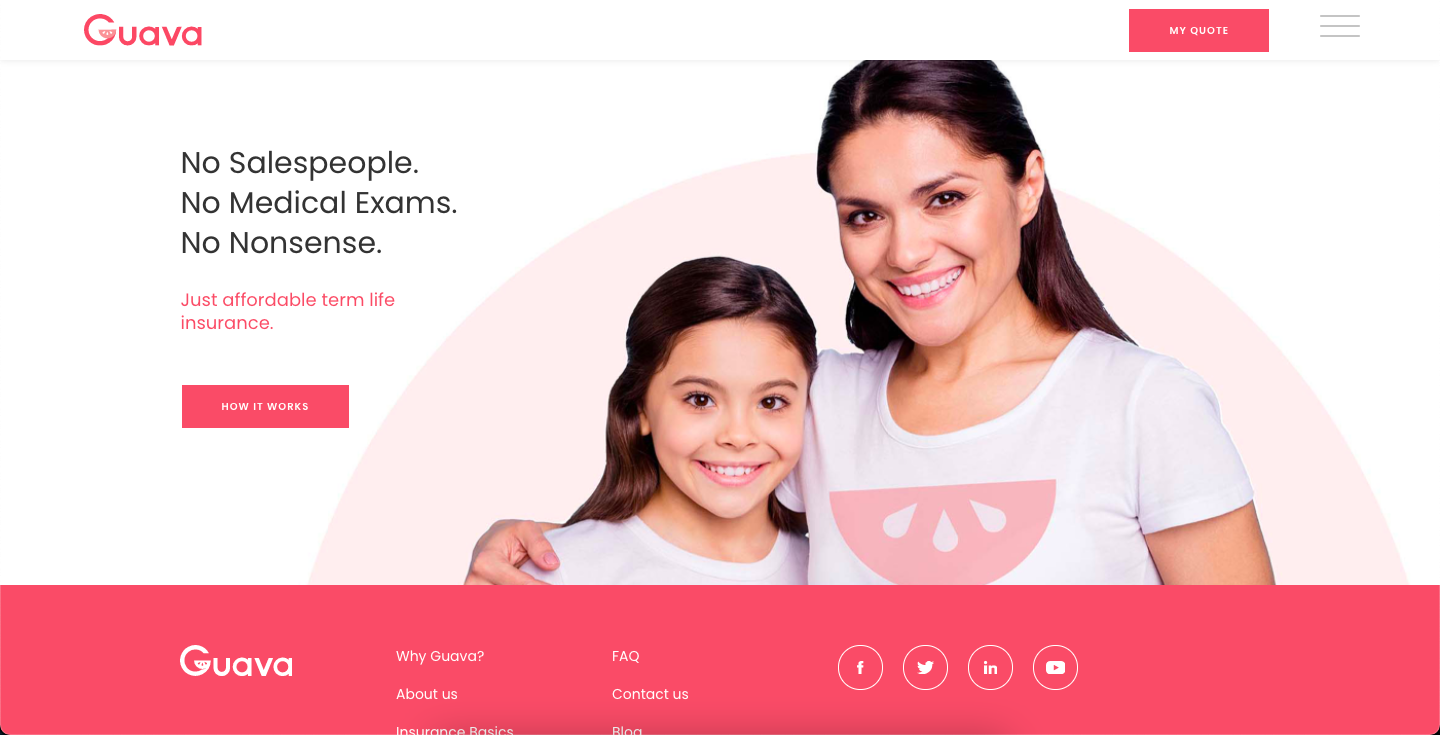 Guava
MY QUOTE
No Salespeople.
No Medical Exams.
No Nonsense.
Just affordable term life
insurance.
HOW IT WORKS
Guava
Why Guava?
FAQ
About us
Contact us
Insurance Basics
Blog